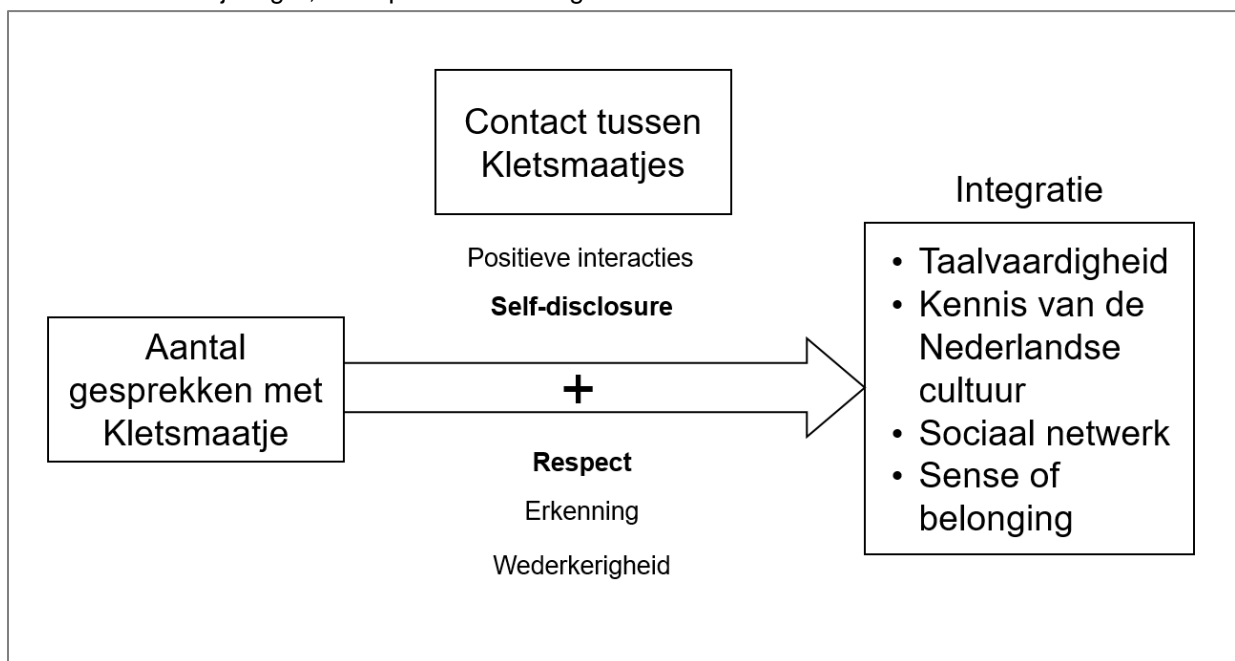 Contact tussen
Kletsmaatjes
Integratie
Positieve interacties
Self-disclosure
Aantal
gesprekken met
Kletsmaatje
+
Respect
Erkenning
Wederkerigheid
• Taalvaardigheid
• Kennis van de
Nederlandse
cultuur
• Sociaal netwerk
• Sense of
belonging